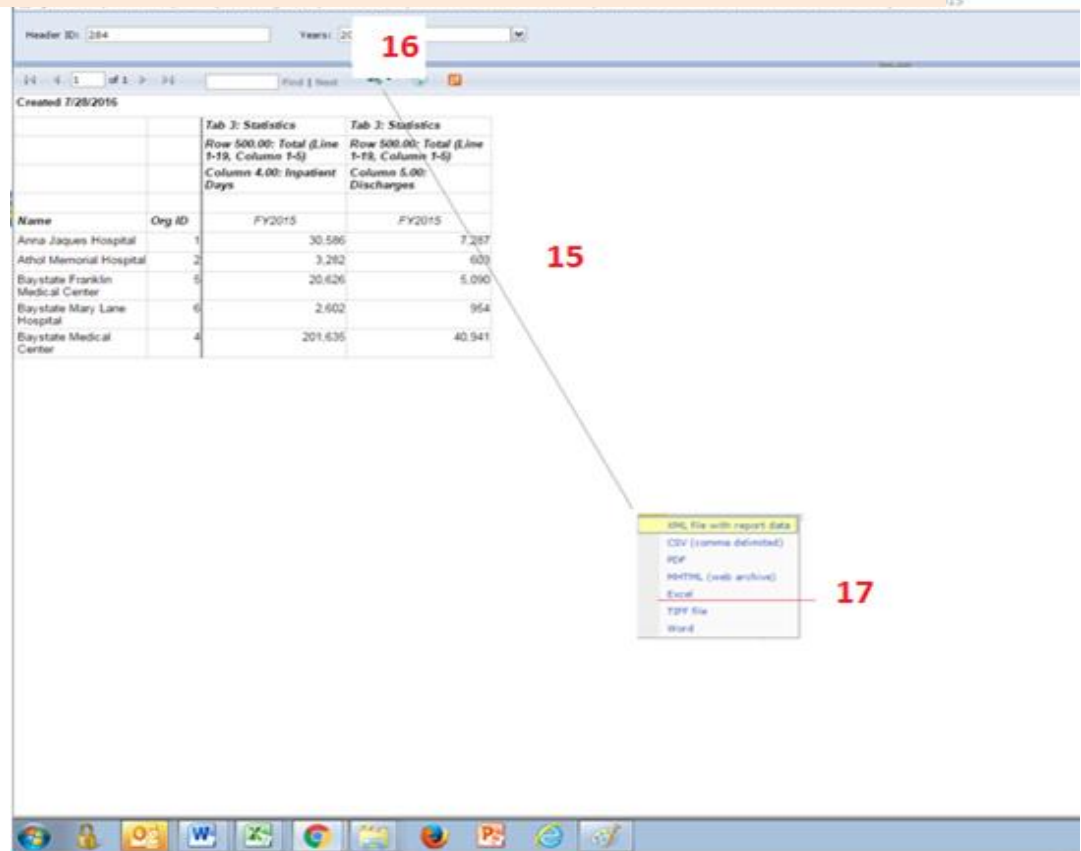 Header ID: 284 Years: 20
16
1 of 1 Find | Next
Created 7/28/2016
Tab 3: Statistics Tab 3: Statistics
Row 500.00: Total (Line Row 500.00: Total (Line
1-19, Column 1-5) 1-19, Column 1-5)
Column 4.00: Inpatient Column 5.00:
Days Discharges
Name Org ID FY2015 FY2015
Anna Jaques Hospital 1 30,586 7,287
Athol Memorial Hospital 2 3,282 603
15
Baystate Franklin 5 20,626 5,090
Medical Center
Baystate Mary Lane 6 2,602 954
Hospital
Baystate Medical 4 201,635 40,941
Center
XML file with report data
CSV (comma delimited)
PDF
MHTML (web archive)
Excel
17
TIFF file
Word